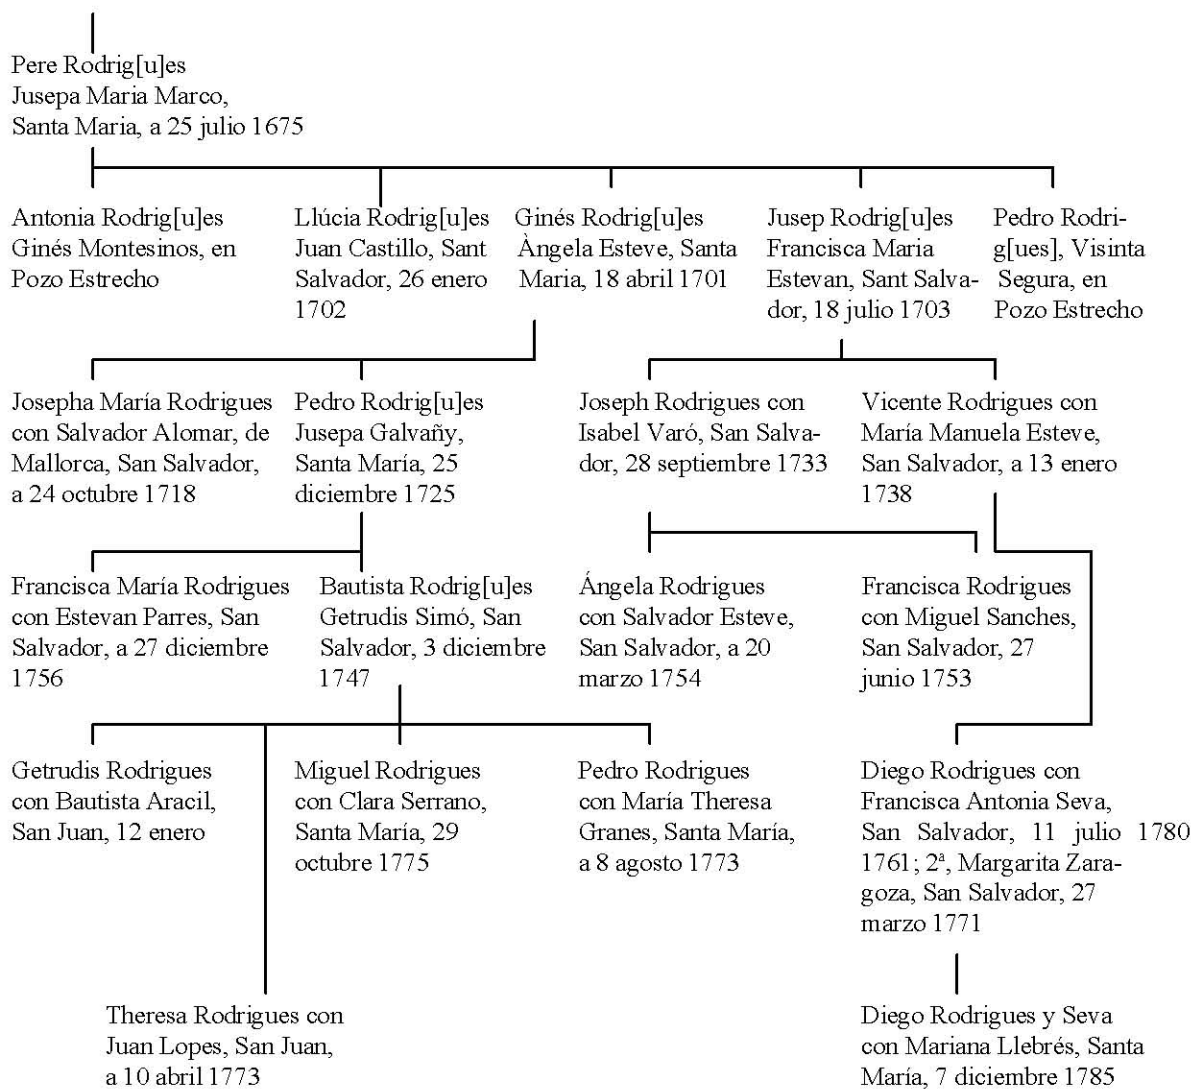 Pere Rodrig[u]es
Jusepa Maria Marco,
Santa Maria, a 25 julio 1675
Antonia Rodrig[u]es
Ginés Montesinos, en
Pozo Estrecho
Llúcia Rodrig[u]es
Juan Castillo, Sant
Salvador, 26 enero
1702
Ginés Rodrig[u]es
Àngela Esteve, Santa
Maria, 18 abril 1701
Jusep Rodrig[u]es
Francisca Maria
Estevan, Sant Salva-
dor, 18 julio 1703
Pedro Rodri-
g[ues], Visinta
Segura, en
Pozo Estrecho
Josepha María Rodrigues
con Salvador Alomar, de
Mallorca, San Salvador,
a 24 octubre 1718
Pedro Rodrig[u]es
Jusepa Galvañy,
Santa María, 25
diciembre 1725
Joseph Rodrigues con
Isabel Varó, San Salva-
dor, 28 septiembre 1733
Vicente Rodrigues con
María Manuela Esteve,
San Salvador, a 13 enero
1738
Francisca María Rodrigues
con Estevan Parres, San
Salvador, a 27 diciembre
1756
Bautista Rodrig[u]es
Getrudis Simó, San
Salvador, 3 diciembre
1747
Ángela Rodrigues
con Salvador Esteve,
San Salvador, a 20
marzo 1754
Francisca Rodrigues
con Miguel Sanches,
San Salvador, 27
junio 1753
Getrudis Rodrigues
con Bautista Aracil,
San Juan, 12 enero
Miguel Rodrigues
con Clara Serrano,
Santa María, 29
octubre 1775
Pedro Rodrigues
con María Theresa
Granes, Santa María,
a 8 agosto 1773
Diego Rodrigues con
Francisca Antonia Seva,
San Salvador, 11 julio 1780
1761; 2ª, Margarita Zara-
goza, San Salvador, 27
marzo 1771
Theresa Rodrigues con
Juan Lopes, San Juan,
a 10 abril 1773
Diego Rodrigues y Seva
con Mariana Llebrés, Santa
María, 7 diciembre 1785